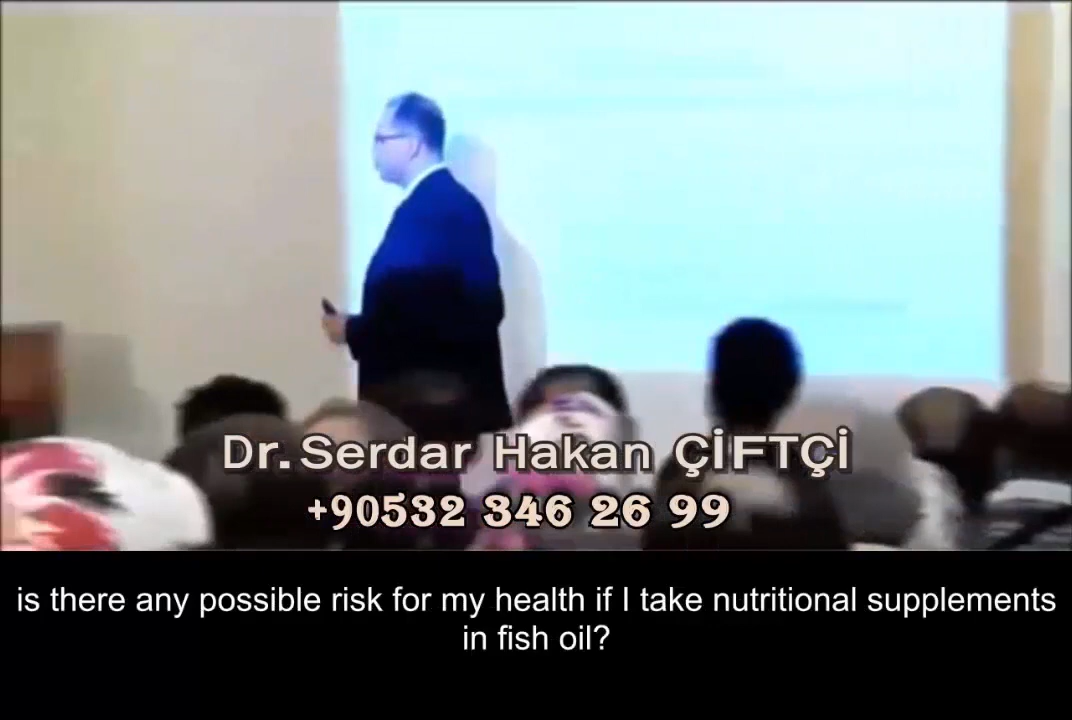 Dr. Serdar Hakan ÇİFTÇİ
+90532 346 26 99
is there any possible risk for my health if I take nutritional supplements
in fish oil?